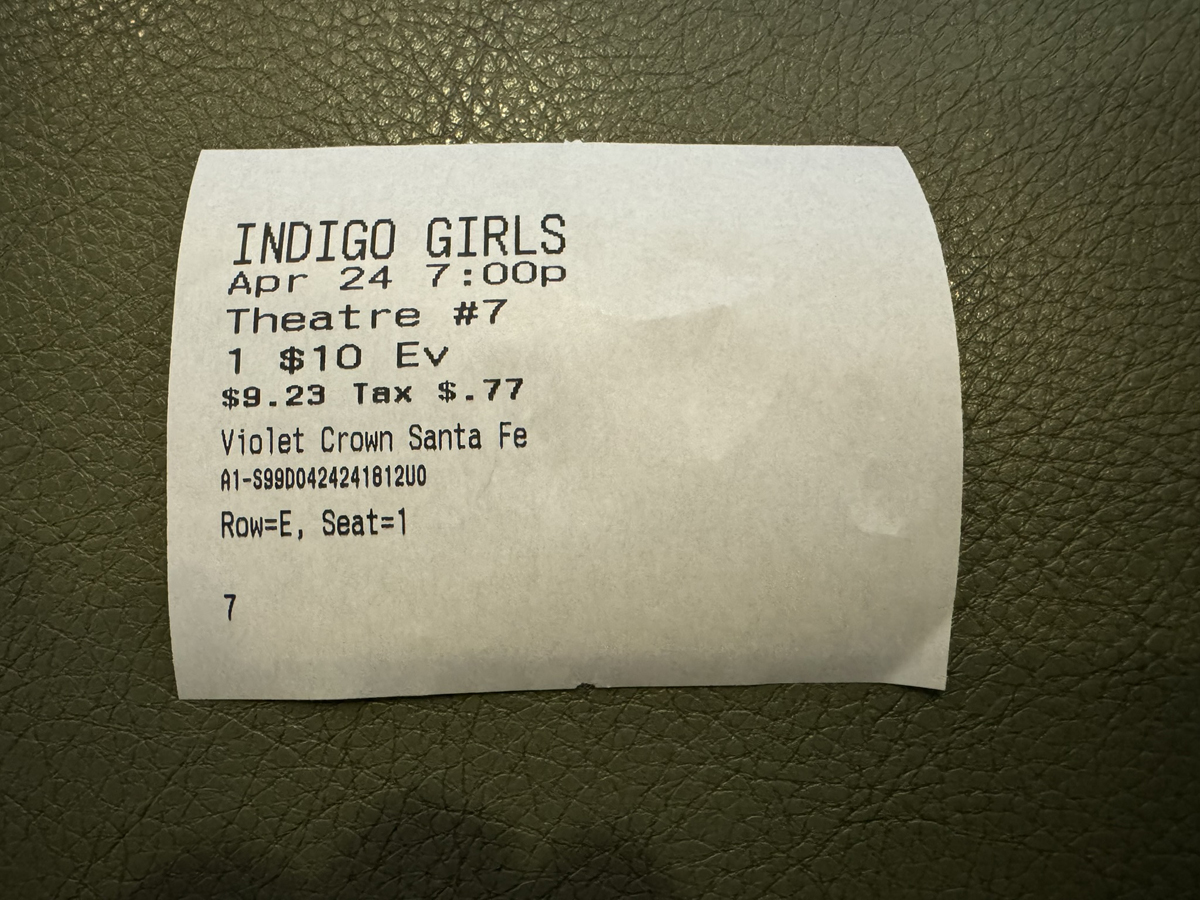 INDIGO GIRLS
Apr 24 7:00p
Theatre #7
1 $10 Ev
$9.23 Tax $.77
Violet Crown Santa Fe
A1-S99D0424241812U0
Row=E, Seat=1
7